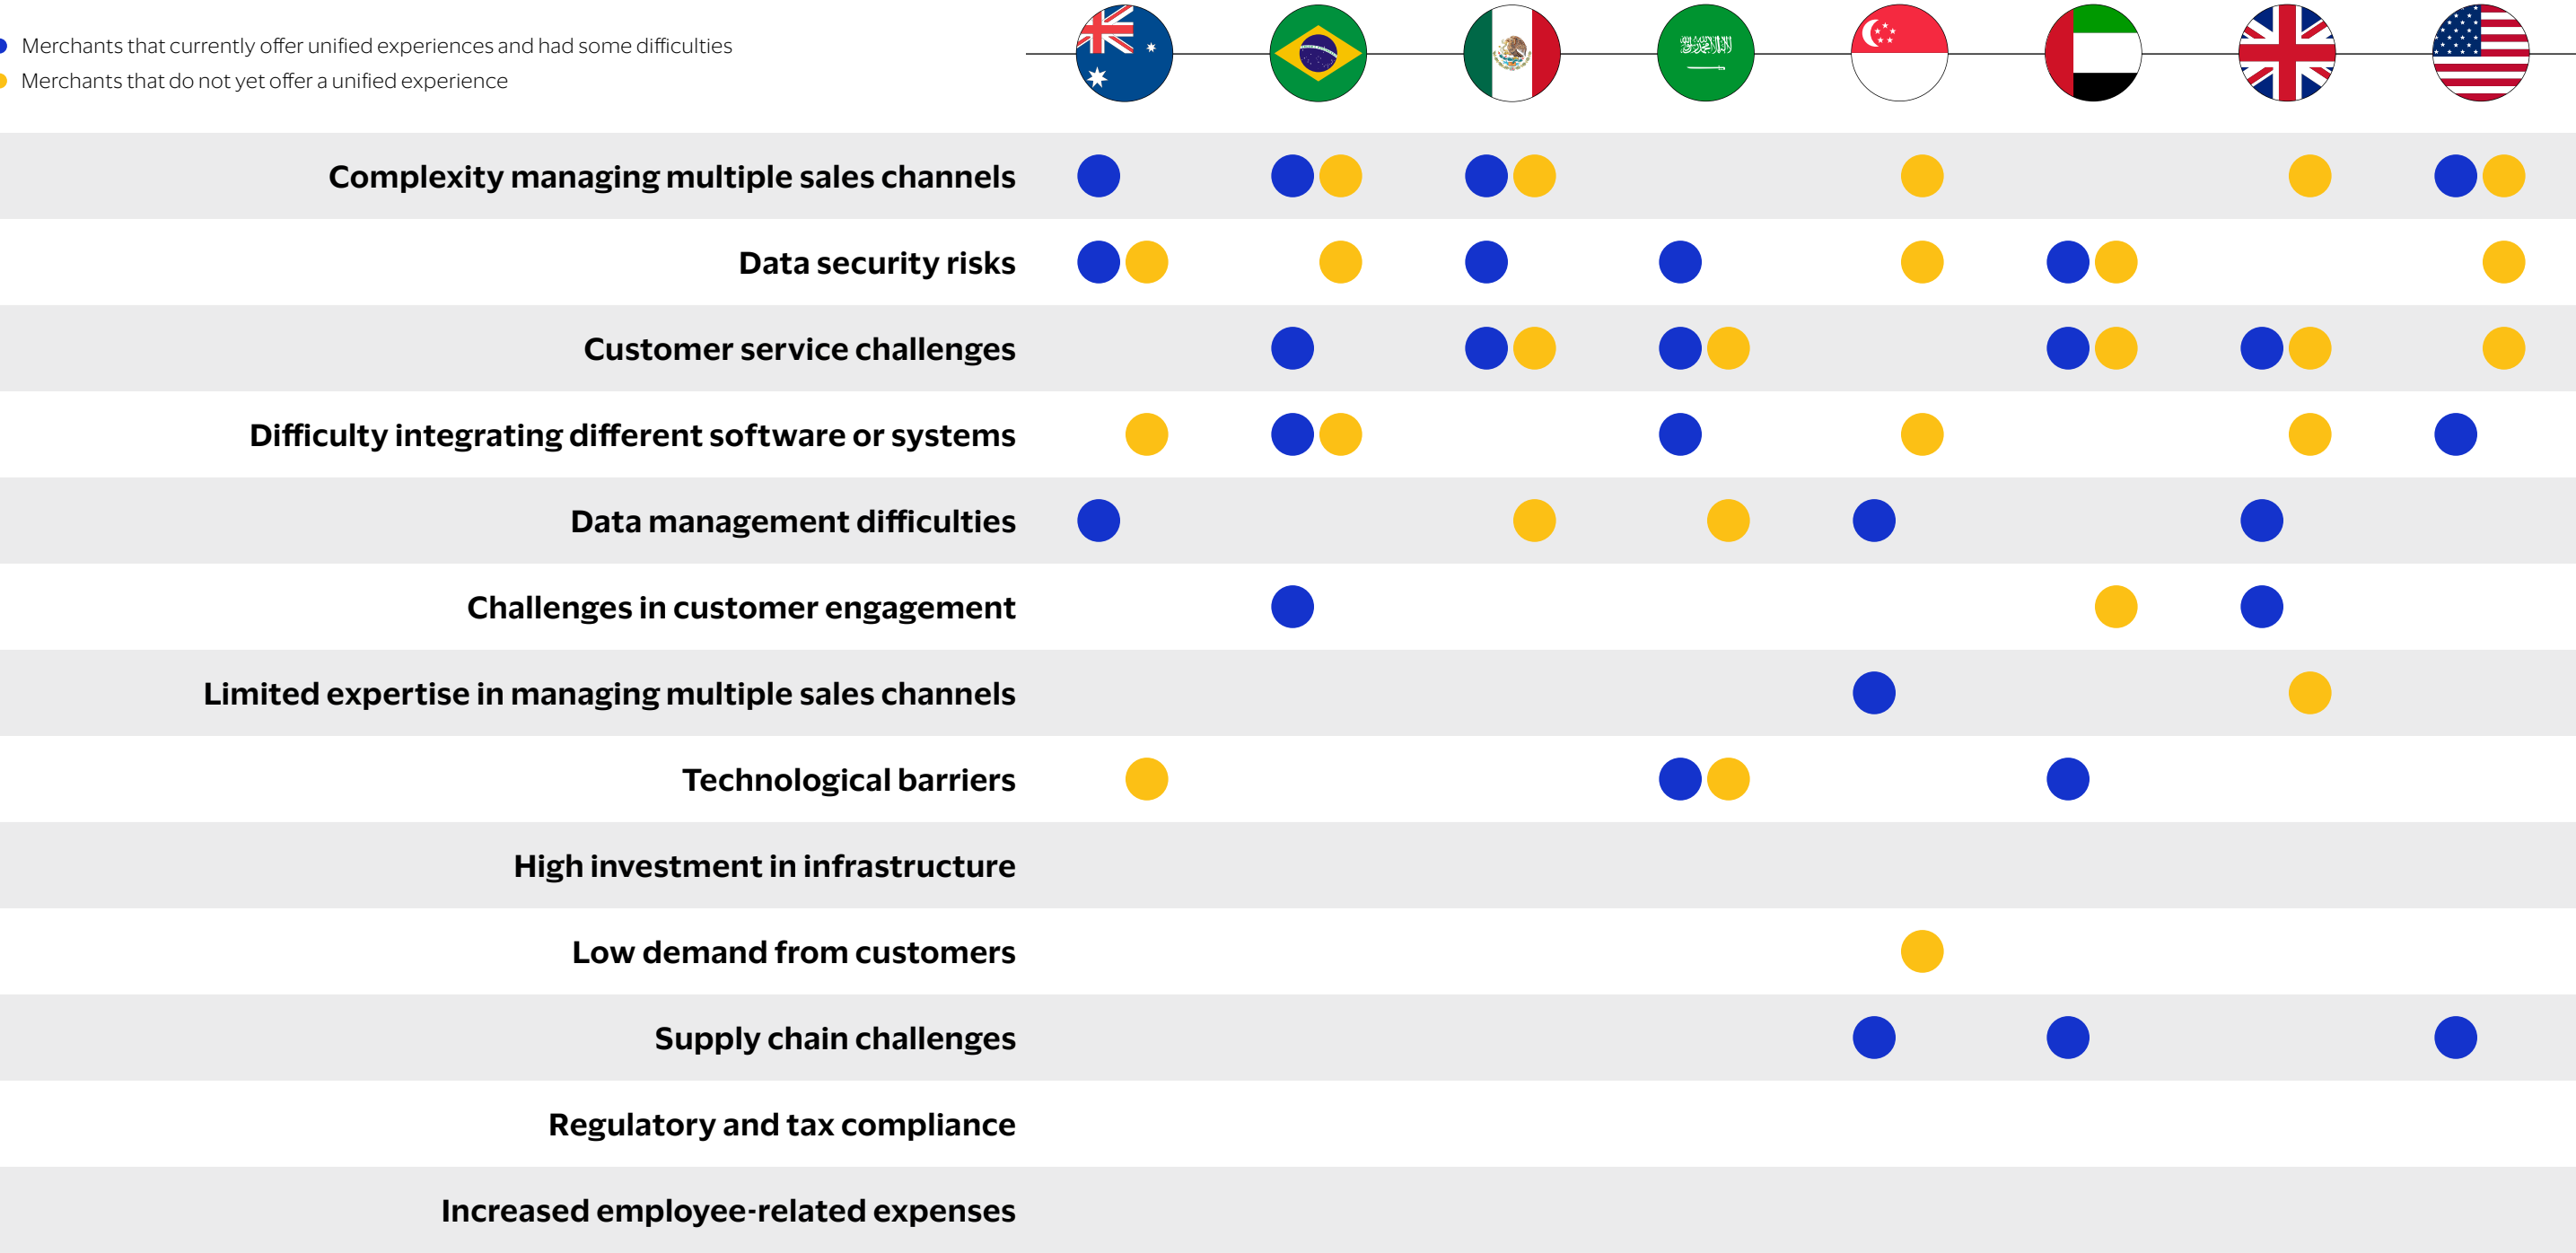 Merchants that currently offer unified experiences and had some difficulties
Merchants that do not yet offer a unified experience
Complexity managing multiple sales channels
Data security risks
Customer service challenges
Difficulty integrating different software or systems
Data management difficulties
Challenges in customer engagement
Limited expertise in managing multiple sales channels
Technological barriers
High investment in infrastructure
Low demand from customers
Supply chain challenges
Regulatory and tax compliance
Increased employee-related expenses